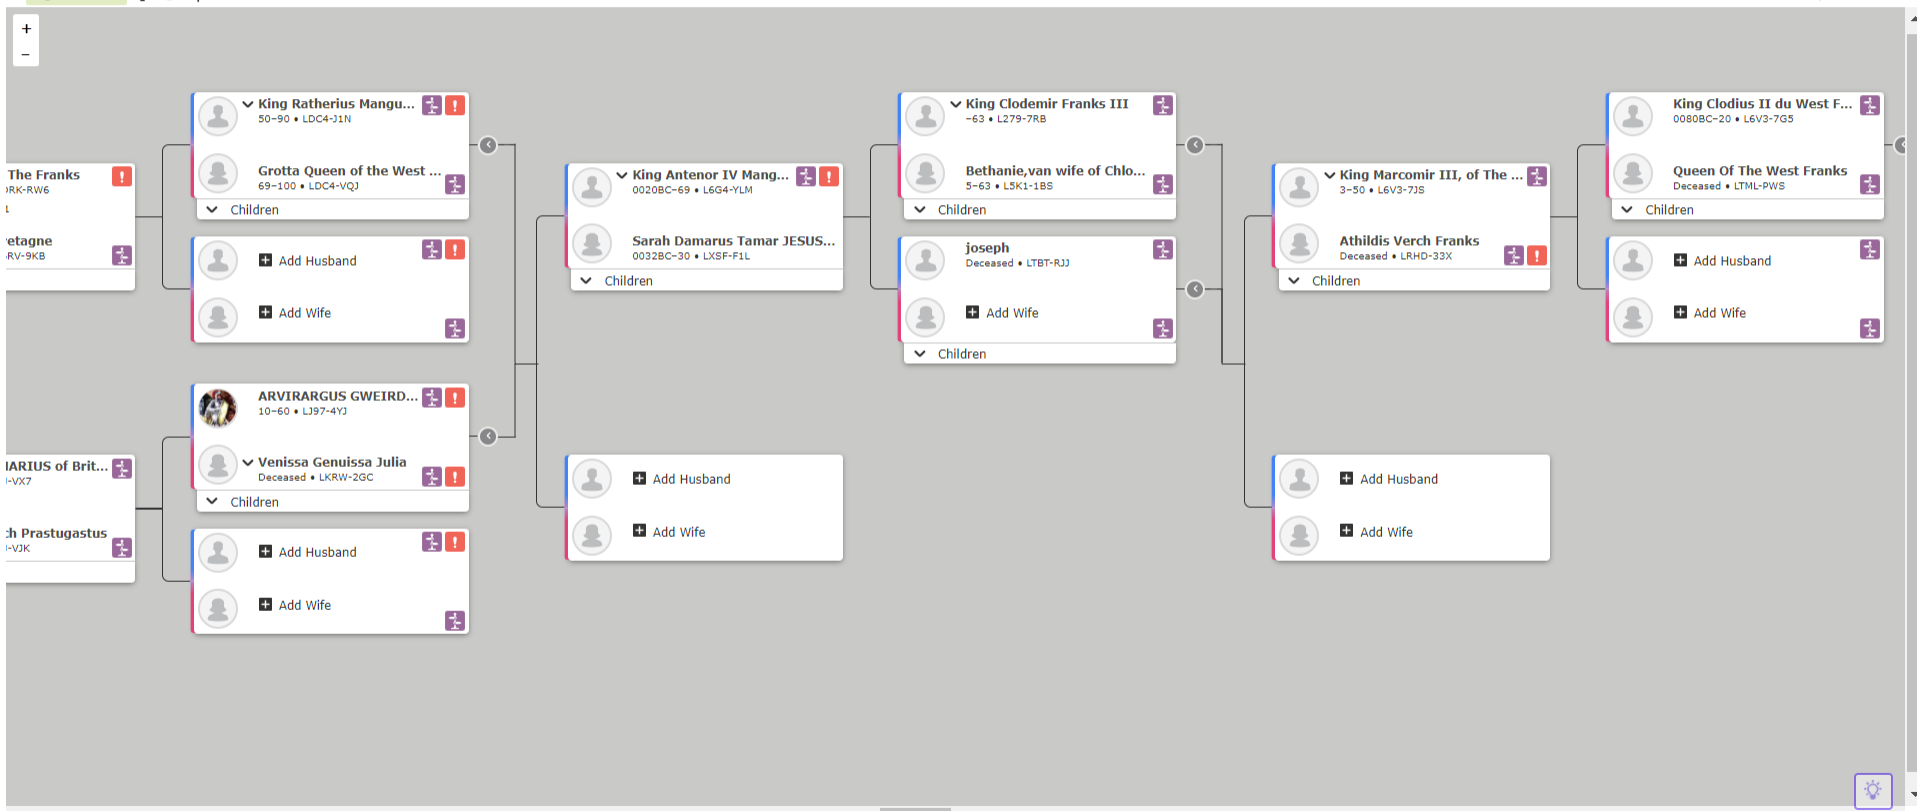 +
−
The Franks
RK-RW6
etagne
RV-9KB
ARIUS of Brit...
-VX7
ch Prastugastus
-VJK
King Ratherius Mangu...
50–90 • LDC4-J1N
Grotta Queen of the West ...
69–100 • LDC4-VQJ
Children
Add Husband
Add Wife
ARVIRARGUS GWEIRD...
10–60 • LJ97-4YJ
Venissa Genuissa Julia
Deceased • LKRW-2GC
Children
Add Husband
Add Wife
King Antenor IV Mang...
0020BC–69 • L6G4-YLM
Sarah Damarus Tamar JESUS...
0032BC–30 • LXSF-F1L
Children
Add Husband
Add Wife
King Clodemir Franks III
–63 • L279-7RB
Bethanie,van wife of Chlo...
5–63 • L5K1-1BS
Children
joseph
Deceased • LTBT-RJJ
Add Wife
Children
King Marcomir III, of The ...
3–50 • L6V3-7JS
Athildis Verch Franks
Deceased • LRHD-33X
Children
Add Husband
Add Wife
King Clodius II du West F...
0080BC–20 • L6V3-7G5
Queen Of The West Franks
Deceased • LTML-PWS
Children
Add Husband
Add Wife